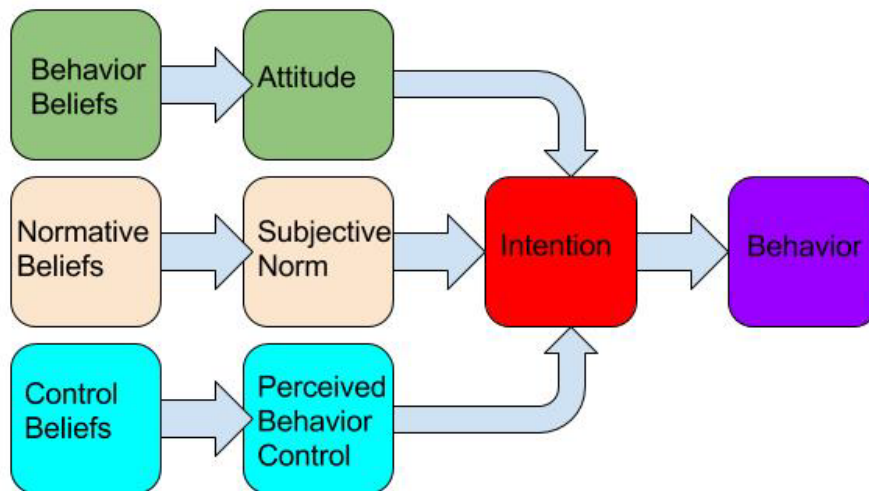 Behavior
Beliefs
Attitude
Normative
Beliefs
Subjective
Norm
Intention
Behavior
Control
Beliefs
Perceived
Behavior
Control